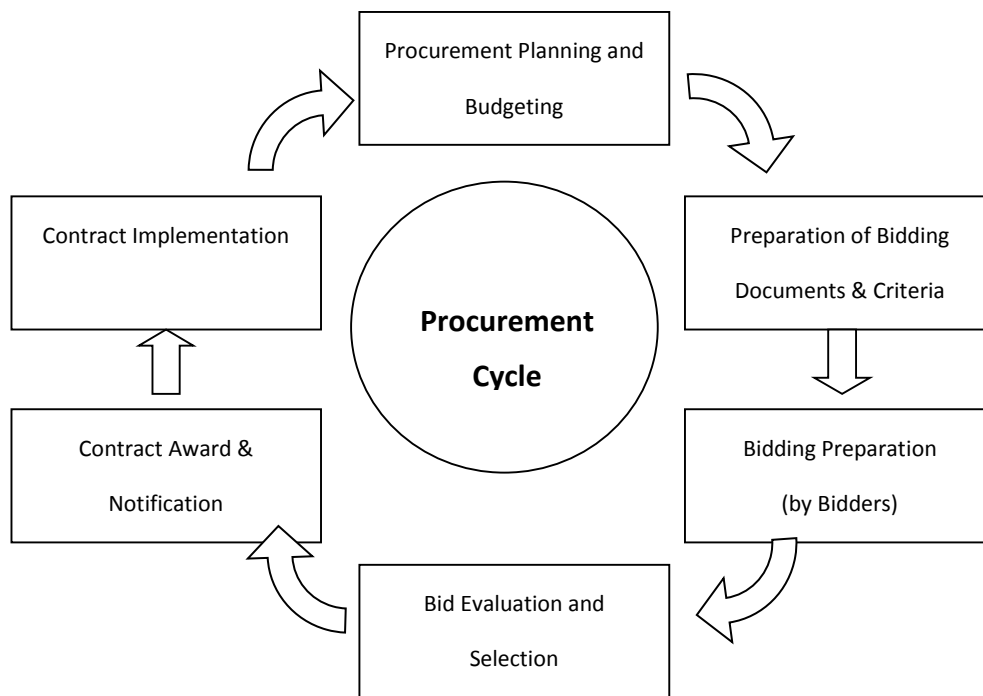 Procurement Planning and
Budgeting
Contract Implementation
Preparation of Bidding
Documents & Criteria
Procurement
Cycle
Contract Award &
Notification
Bidding Preparation
(by Bidders)
Bid Evaluation and
Selection